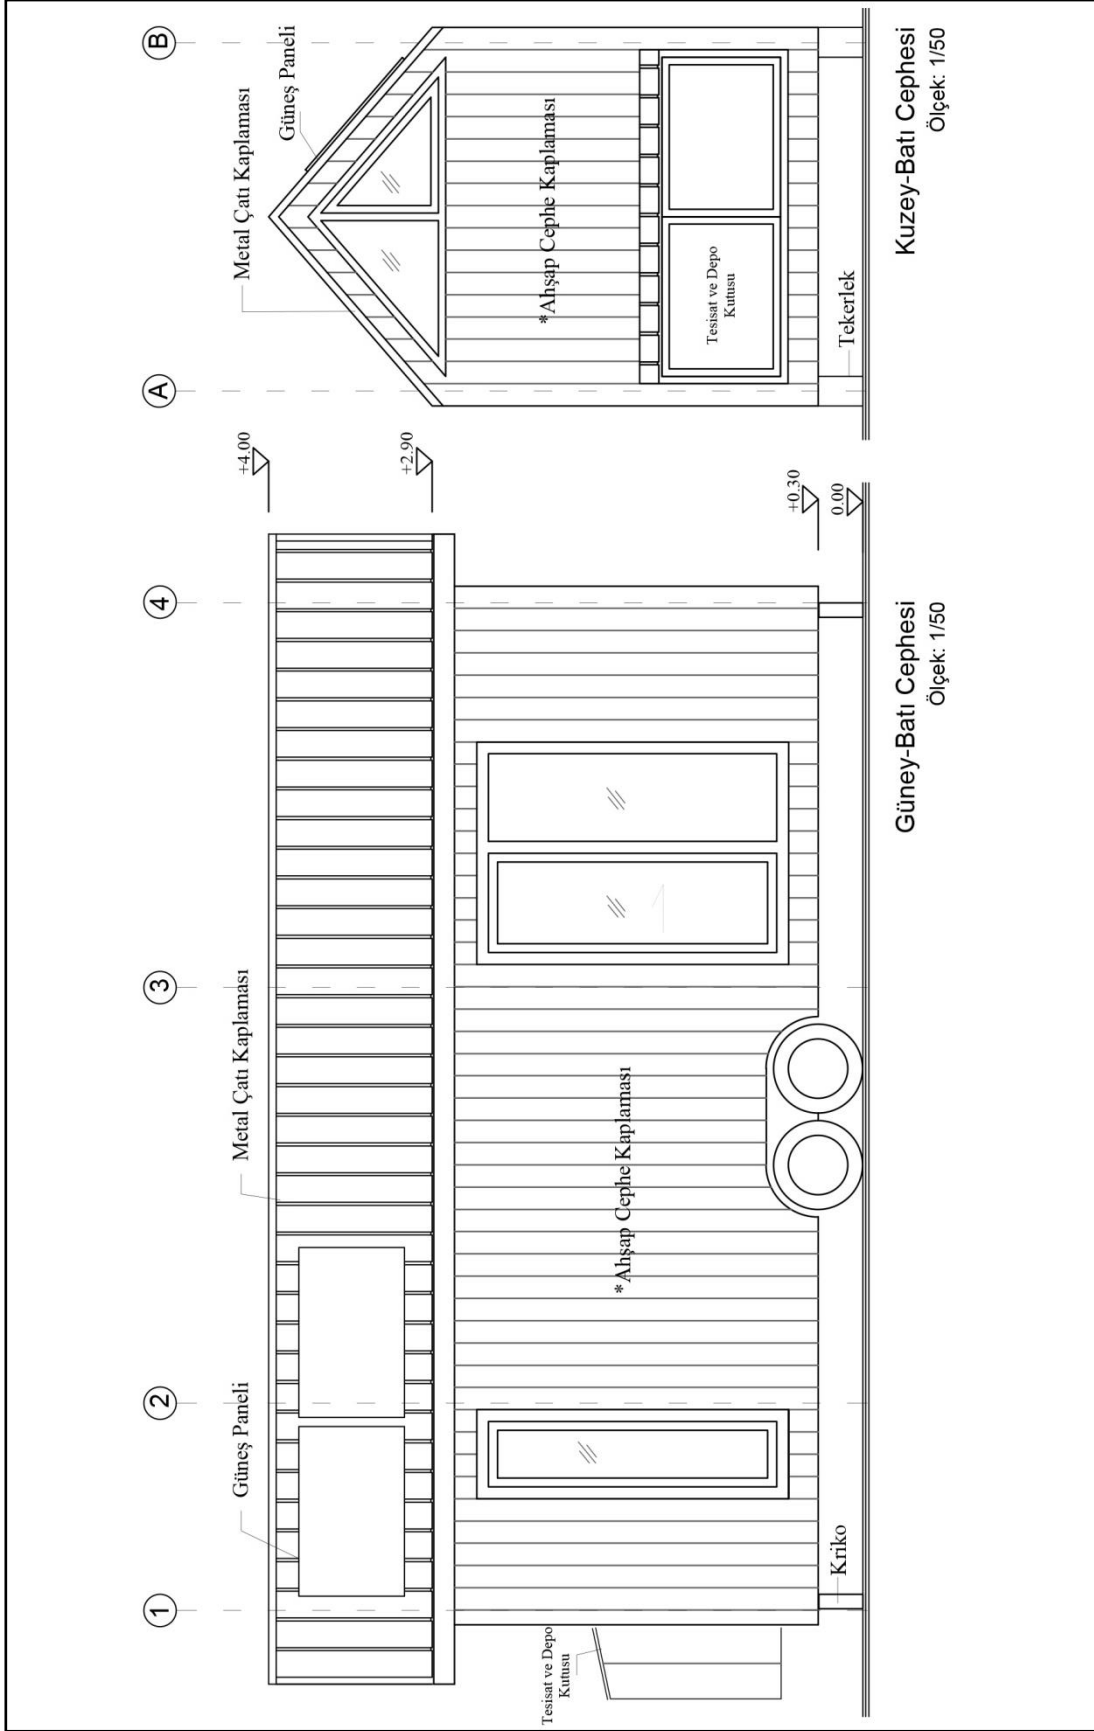 1
2
3
4
Güneş Paneli
Metal Çatı Kaplaması
+4.00
+2.90
+0.30
0.00
*Ahşap Cephe Kaplaması
Tesisat ve Depo
Kutusu
Kriko
Güney-Batı Cephesi
Ölçek: 1/50
A
B
Metal Çatı Kaplaması
Güneş Paneli
*Ahşap Cephe Kaplaması
Tesisat ve Depo
Kutusu
Tekerlek
Kuzey-Batı Cephesi
Ölçek: 1/50